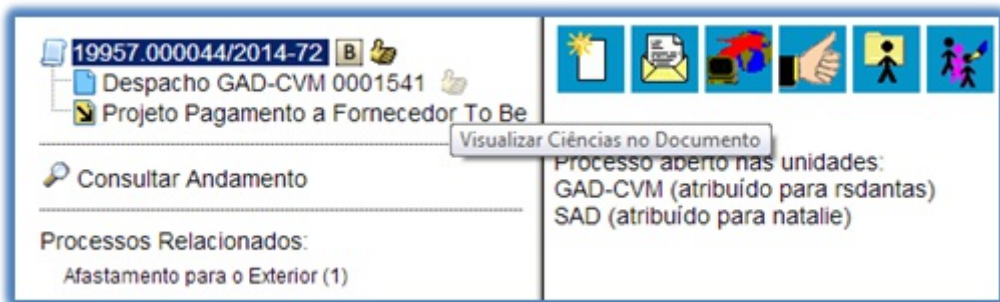 19957.000044/2014-72 B
Despacho GAD-CVM 0001541
Projeto Pagamento a Fornecedor To Be
Visualizar Ciências no Documento
Consultar Andamento
Processos Relacionados:
Afastamento para o Exterior (1)
Processo aberto nas unidades:
GAD-CVM (atribuído para rsdantas)
SAD (atribuído para natalie)